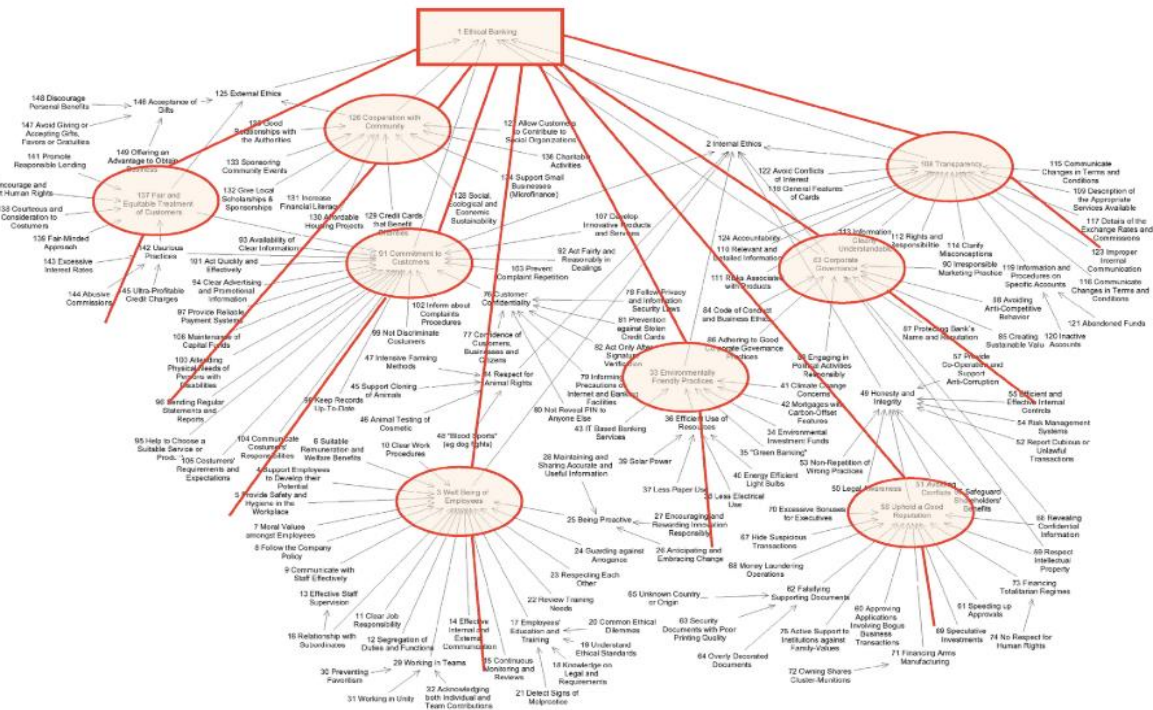 1 Ethical Banking
148 Discourage
Personal Benefits
146 Acceptance of
Gifts
125 External Ethics
147 Avoid Giving or
Accepting Gifts,
Favors or Gratuities
149 Offering an
Advantage to Obtain
141 Promote
Responsible Lending
137 Fair and
Equitable Treatment
of Customers
138 Courteous and
Consideration to
Costumers
139 Fair-Minded
Approach
143 Excessive
Interest Rates
142 Usurious
Practices
144 Abusive
Commissions
145 Ultra-Profitable
Credit Charges
126 Cooperation with
Community
Good
Relationships with
the Authorities
133 Sponsoring
Community Events
132 Give Local
Scholarships &
Sponsorships
131 Increase
Financial Literacy
130 Affordable
Housing Projects
129 Credit Cards
that Benefit
128 Social,
Ecological and
Economic
Sustainability
Allow Customers
to Contribute to
Social Organizations
136 Charitable
Activities
Support Small
Businesses
(Microfinance)
91 Commitment to
Customers
93 Availability of
Clear Information
101 Act Quickly and
Effectively
94 Clear Advertising
and Promotional
Information
97 Provide Reliable
Payment Systems
108 Maintenance of
Capital Funds
100 Attending
Physical Needs of
Persons with
Disabilities
96 Sending Regular
Statements and
Reports
95 Help to Choose a
Suitable Service or
105 Costumers'
Requirements and
Expectations
104 Communicate
Costumers'
Responsibilities
98 Keep Records
Up-To-Date
99 Not Discriminate
Costumers
102 Inform about
Complaints
Procedures
103 Prevent
Complaint Repetition
92 Act Fairly and
Reasonably in
Dealings
107 Develop
Innovative Products
and Services
76 Customer
Confidentiality
77 Confidence of
Customers,
Businesses and
Citizens
78 Follow Privacy
and Information
Security Laws
81 Prevention
against Stolen
Credit Cards
82 Act Only After
Signature
Verification
79 Informing
Precautions of
Internet and Banking
Facilities
80 Not Reveal PIN to
Anyone Else
47 Intensive Farming
Methods
45 Support Cloning
of Animals
46 Animal Testing of
Cosmetic
44 Respect for
Animal Rights
48 "Blood Sports"
(eg dog fights)
2 Internal Ethics
108 Transparency
122 Avoid Conflicts
of Interest
118 General Features
of Cards
124 Accountability
110 Relevant and
Detailed Information
111 Risks Associated
with Products
113 Information
Understanding
112 Rights and
Responsibilities
114 Clarify
Misconceptions
90 Irresponsible
Marketing Practice
119 Information and
Procedures on
Specific Accounts
115 Communicate
Changes in Terms and
Conditions
109 Description of
the Appropriate
Services Available
117 Details of the
Exchange Rates and
Commissions
123 Improper
Internal
Communication
116 Communicate
Changes in Terms and
Conditions
121 Abandoned Funds
120 Inactive
Accounts
83 Corporate
Governance
84 Code of Conduct
and Business Ethics
86 Adhering to Good
Corporate Governance
Practices
88 Avoiding
Anti-Competitive
Behavior
87 Protecting Bank's
Name and Reputation
85 Creating
Sustainable Value
Engaging in
Political Activities
Responsibly
33 Environmentally
Friendly Practices
41 Climate Change
Concerns
42 Mortgages with
Carbon-Offset
Features
34 Environmental
Investment Funds
35 "Green Banking"
40 Energy Efficient
Light Bulbs
38 Less Electrical
Use
37 Less Paper Use
39 Solar Power
36 Efficient Use of
Resources
43 IT Based Banking
Services
49 Honesty and
Integrity
57 Provide
Co-Operation and
Support
Anti-Corruption
55 Efficient and
Effective Internal
Controls
54 Risk Management
Systems
52 Report Dubious or
Unlawful
Transactions
53 Non-Repetition of
Wrong Practices
50 Legal Awareness
51 Avoiding
Conflicts
Safeguard
Shareholders'
Benefits
3 Well Being of
Employees
6 Suitable
Remuneration and
Welfare Benefits
10 Clear Work
Procedures
4 Support Employees
to Develop their
Potential
5 Provide Safety and
Hygiene in the
Workplace
7 Moral Values
amongst Employees
8 Follow the Company
Policy
9 Communicate with
Staff Effectively
13 Effective Staff
Supervision
16 Relationship with
Subordinates
11 Clear Job
Responsibility
12 Segregation of
Duties and Functions
14 Effective
Internal and
External
Communication
15 Continuous
Monitoring and
Reviews
29 Working in Teams
30 Preventing
Favoritism
31 Working in Unity
32 Acknowledging
both Individual and
Team Contributions
17 Employees'
Education and
Training
20 Common Ethical
Dilemmas
19 Understand
Ethical Standards
18 Knowledge on
Legal and
Requirements
21 Detect Signs of
Malpractice
22 Review Training
Needs
23 Respecting Each
Other
24 Guarding against
Arrogance
25 Being Proactive
28 Maintaining and
Sharing Accurate and
Useful Information
27 Encouraging and
Rewarding Innovation
Responsibly
26 Anticipating and
Embracing Change
58 Uphold a Good
Reputation
70 Excessive Bonuses
for Executives
67 Hide Suspicious
Transactions
68 Money Laundering
Operations
62 Falsifying
Supporting Documents
65 Unknown Country
or Origin
63 Security
Documents with Poor
Printing Quality
64 Overly Decorated
Documents
60 Approving
Applications
Involving Bogus
Business
Transactions
75 Active Support to
Institutions against
Family-Values
71 Financing Arms
Manufacturing
72 Owning Shares
Cluster-Munitions
69 Speculative
Investments
61 Speeding up
Approvals
73 Financing
Totalitarian Regimes
74 No Respect for
Human Rights
66 Revealing
Confidential
Information
59 Respect
Intellectual
Property